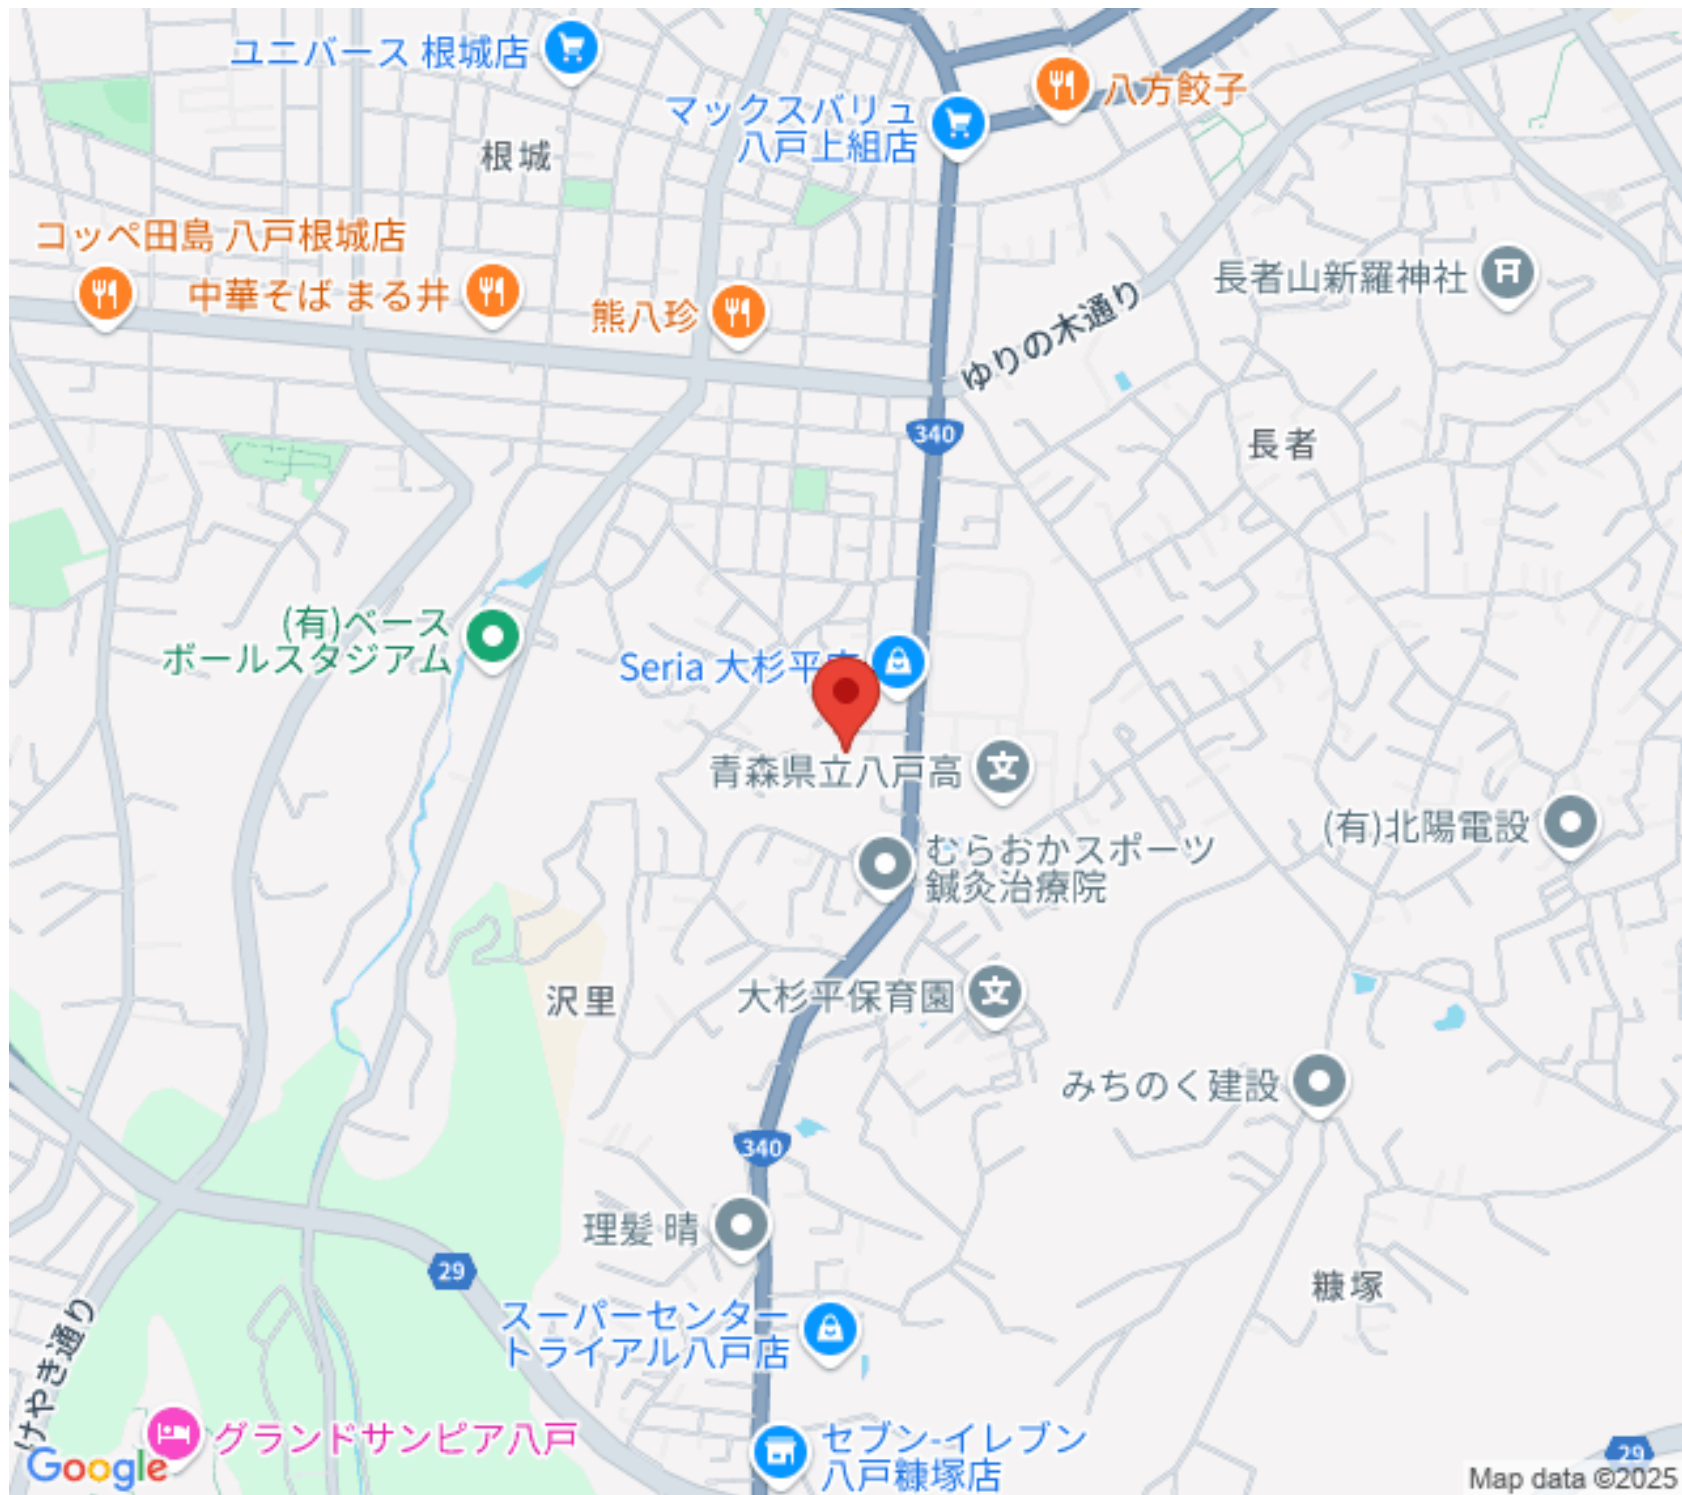 ユニバース 根城店
マックスバリュ
八戸上組店
八方餃子
根城
コッペ田島 八戸根城店
中華そば まる井
熊八珍
長者山新羅神社
ゆりの木通り
340
長者
(有)ベース
ボールスタジアム
Seria 大杉平
青森県立八戸高
むらおかスポーツ
鍼灸治療院
(有)北陽電設
沢里
大杉平保育園
みちのく建設
340
理髪 晴
29
糠塚
スーパーセンター
トライアル八戸店
けやき通り
グランドサンピア八戸
セブン-イレブン
八戸糠塚店
29
Google
Map data ©2025